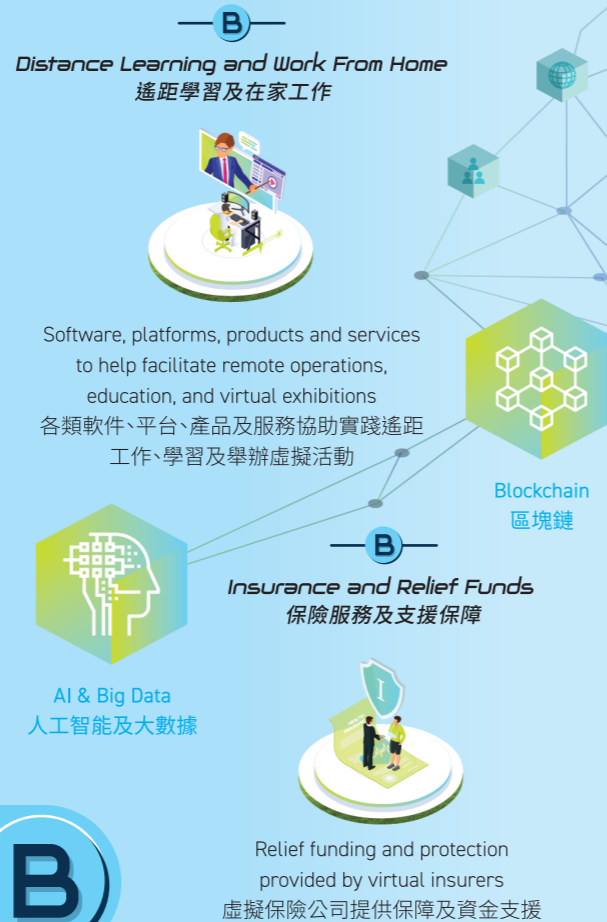 B
Distance Learning and Work From Home
遙距學習及在家工作
Software, platforms, products and services
to help facilitate remote operations,
education, and virtual exhibitions
各類軟件、平台、產品及服務協助實踐遙距
工作、學習及舉辦虛擬活動
Blockchain
區塊鏈
B
Insurance and Relief Funds
保險服務及支援保障
AI & Big Data
人工智能及大數據
I
Relief funding and protection
provided by virtual insurers
虛擬保險公司提供保障及資金支援
B